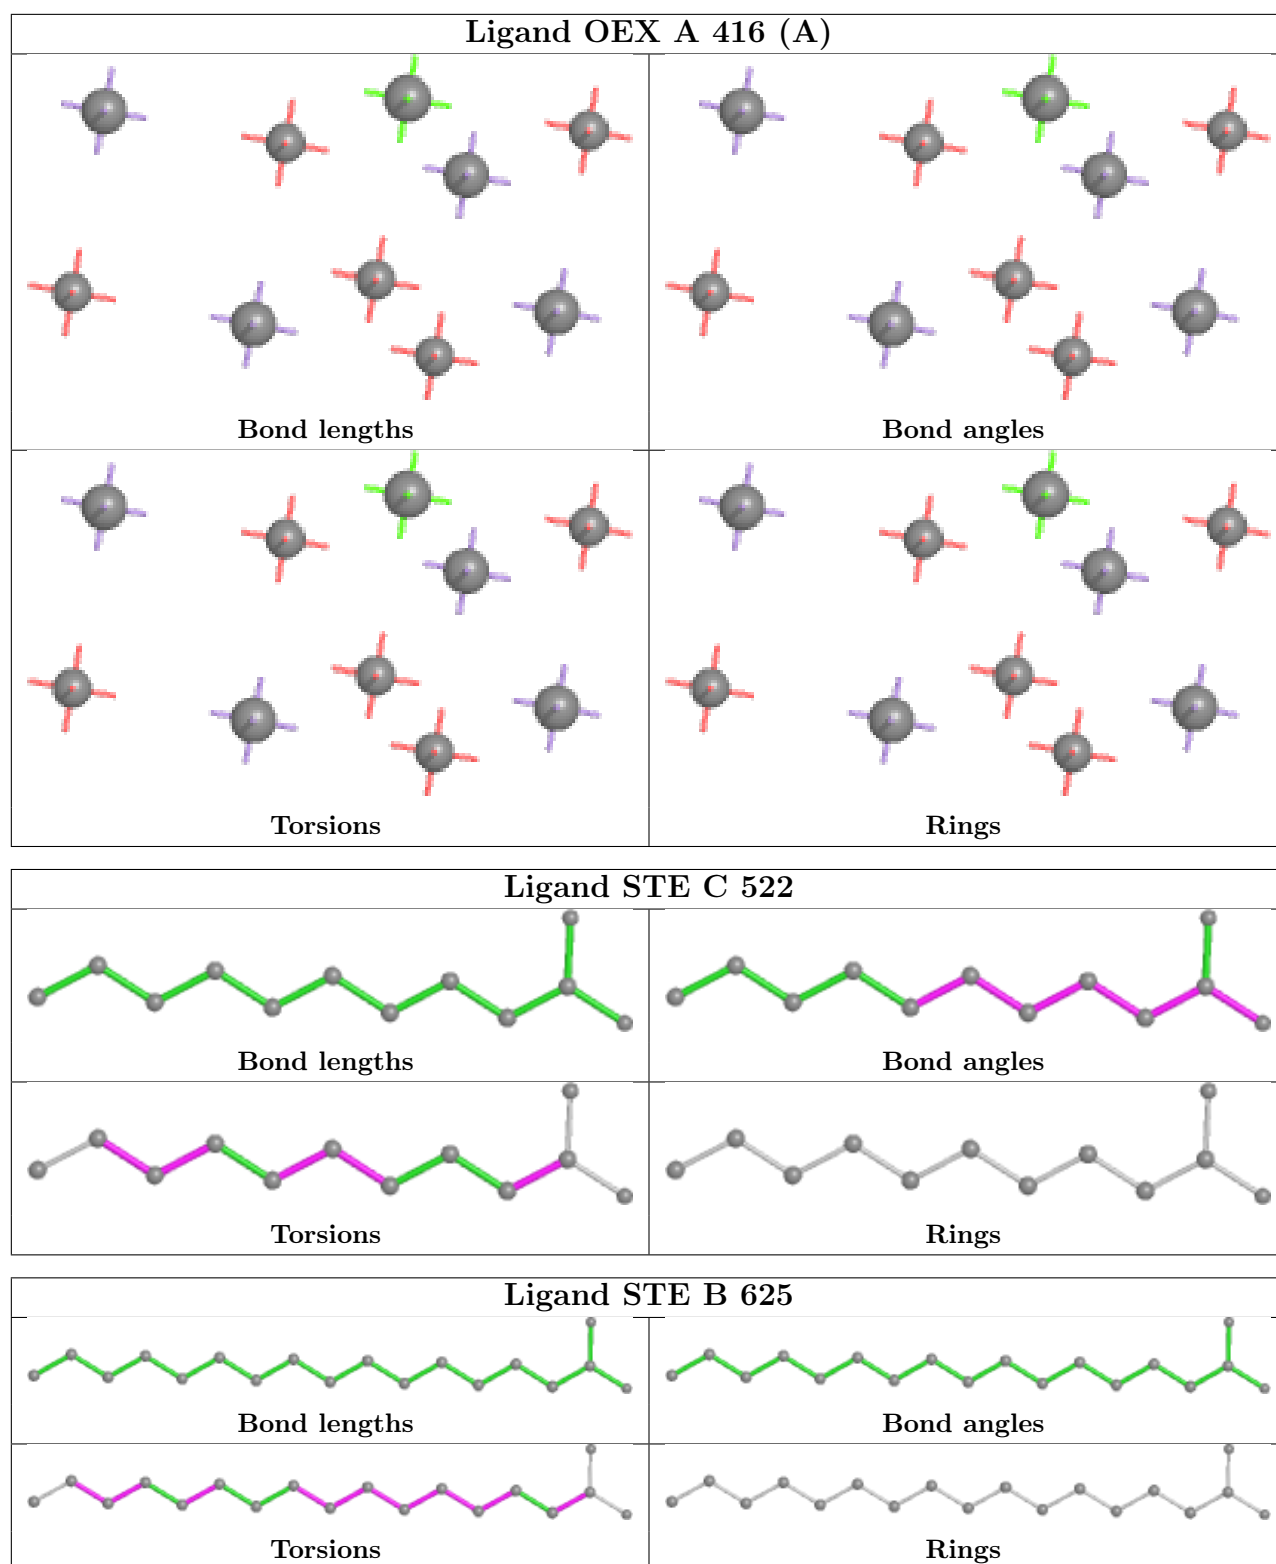 Ligand OEX A 416 (A)
Bond lengths
Bond angles
Torsions
Rings
Ligand STE C 522
Bond lengths
Bond angles
Torsions
Rings
Ligand STE B 625
Bond lengths
Bond angles
Torsions
Rings